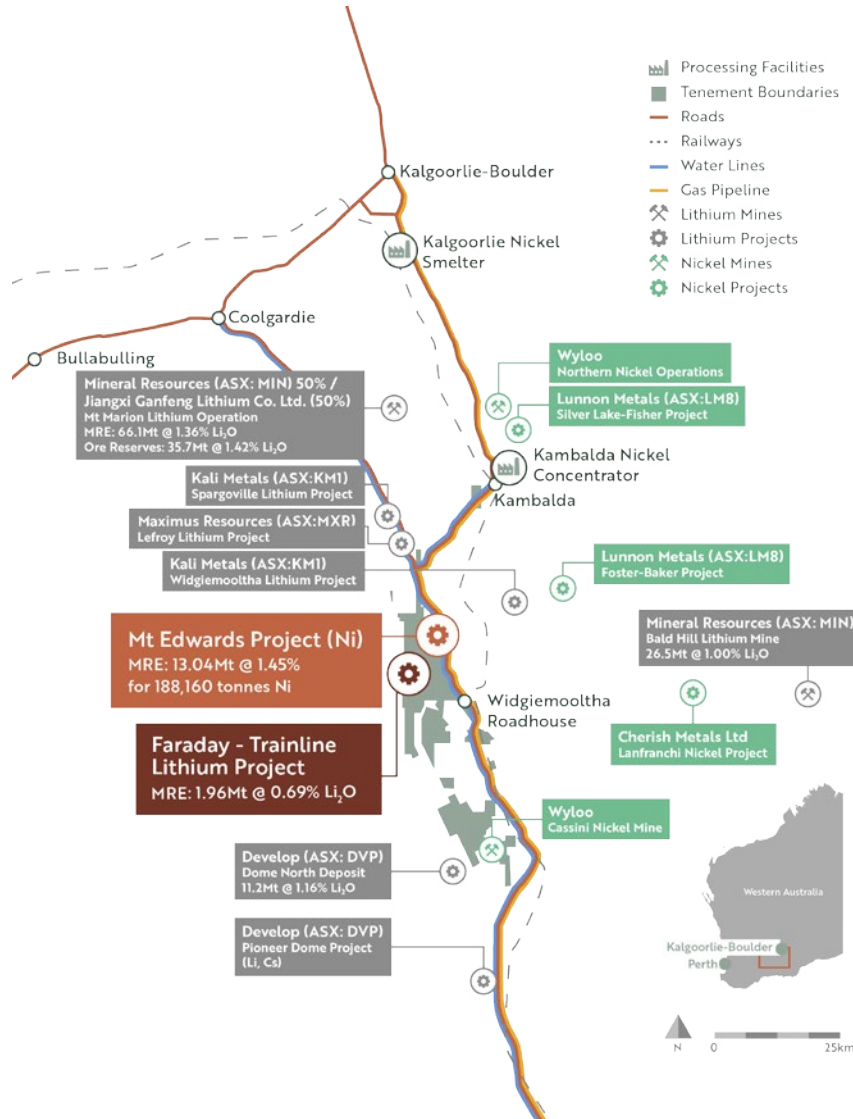 Processing Facilities
Tenement Boundaries
Roads
Railways
Water Lines
Gas Pipeline
Lithium Mines
Lithium Projects
Nickel Mines
Nickel Projects
Kalgoorlie-Boulder
Kalgoorlie Nickel
Smelter
Coolgardie
Bullabulling
Mineral Resources (ASX: MIN) 50% /
Jiangxi Ganfeng Lithium Co. Ltd. (50%)
Mt Marion Lithium Operation
MRE: 66.1Mt @ 1.36% Li₂O
Ore Reserves: 35.7Mt @ 1.42% Li₂O
Wyloo
Northern Nickel Operations
Lunnon Metals (ASX:LM8)
Silver Lake-Fisher Project
Kambalda Nickel
Concentrator
Kambalda
Kali Metals (ASX:KM1)
Spargoville Lithium Project
Maximus Resources (ASX:MXR)
Lefroy Lithium Project
Kali Metals (ASX:KM1)
Widgiemooltha Lithium Project
Lunnon Metals (ASX:LM8)
Foster-Baker Project
Mt Edwards Project (Ni)
MRE: 13.04Mt @ 1.45%
for 188,160 tonnes Ni
Mineral Resources (ASX: MIN)
Bald Hill Lithium Mine
26.5Mt @ 1.00% Li₂O
Widgiemooltha
Roadhouse
Faraday - Trainline
Lithium Project
MRE: 1.96Mt @ 0.69% Li₂O
Cherish Metals Ltd
Lanfranchi Nickel Project
Wyloo
Cassini Nickel Mine
Develop (ASX: DVP)
Dome North Deposit
11.2Mt @ 1.16% Li₂O
Develop (ASX: DVP)
Pioneer Dome Project
(Li, Cs)
Western Australia
Kalgoorlie-Boulder
Perth
N
0
25km